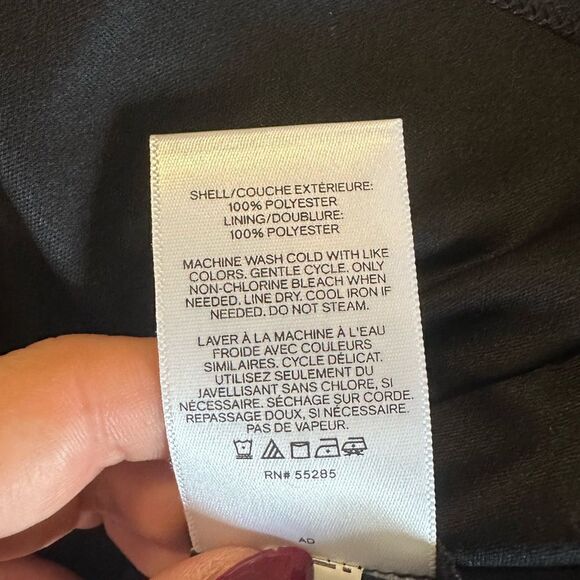 SHELL/COUCHE EXTÉRIEURE:
100% POLYESTER
LINING/DOUBLURE:
100% POLYESTER
MACHINE WASH COLD WITH LIKE
COLORS. GENTLE CYCLE. ONLY
NON-CHLORINE BLEACH WHEN
NEEDED. LINE DRY. COOL IRON IF
NEEDED. DO NOT STEAM.
LAVER À LA MACHINE À L'EAU
FROIDE AVEC COULEURS
SIMILAIRES. CYCLE DÉLICAT.
UTILISEZ SEULEMENT DU
JAVELLISANT SANS CHLORE, SI
NÉCESSAIRE. SÉCHAGE SUR CORDE.
REPASSAGE DOUX, SI NÉCESSAIRE.
PAS DE VAPEUR.
RN# 55285
AD